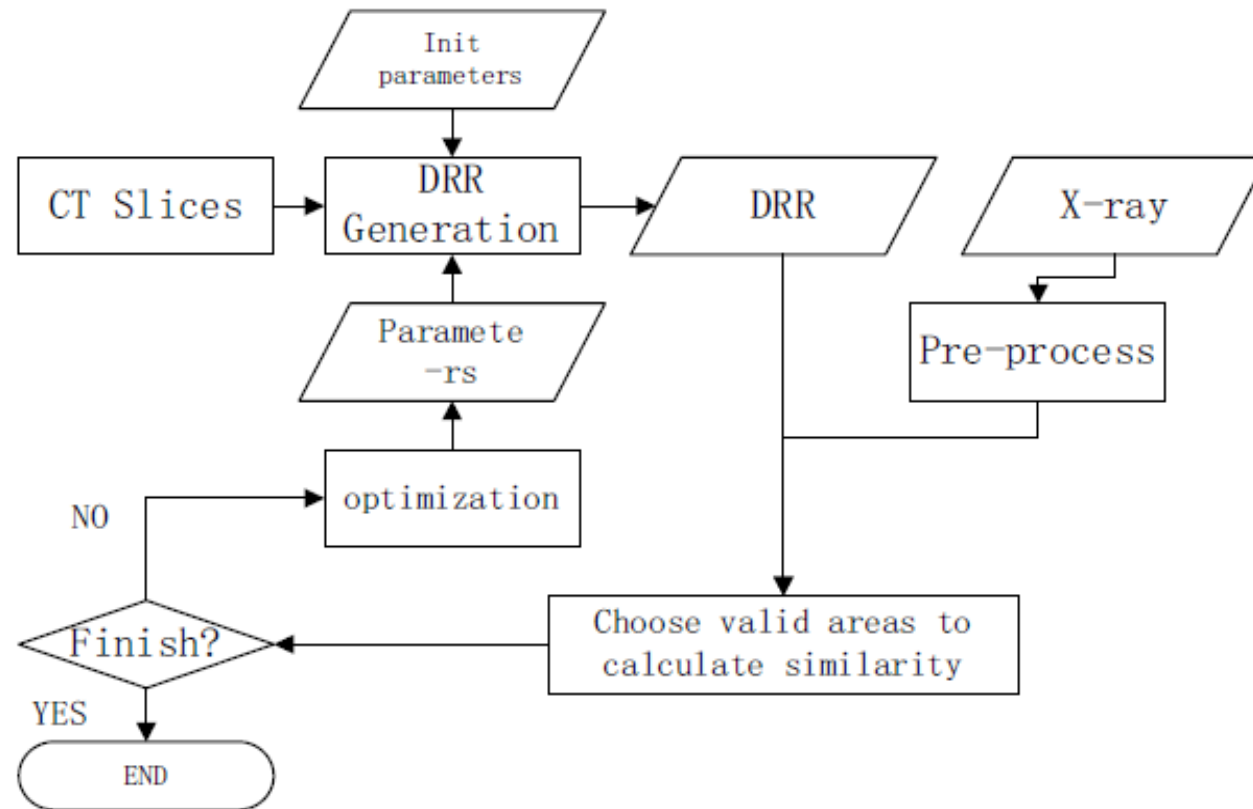 Init
parameters
CT Slices
DRR
Generation
DRR
X-ray
Paramete
-rs
Pre-process
optimization
NO
Choose valid areas to
calculate similarity
Finish?
YES
END